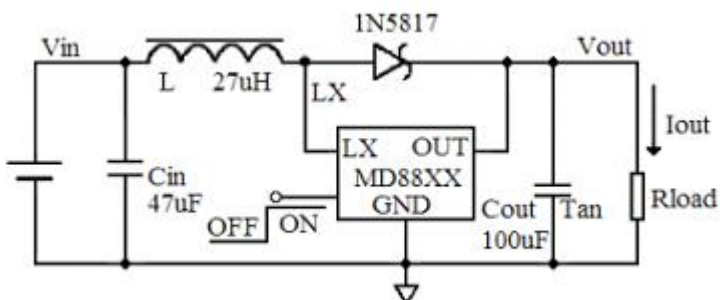 1N5817
Vin
Vout
L 27uH
LX
Iout
LX OUT
MD88XX
GND
Cin
47uF
OFF ON
Cout Tan
100uF
Rload